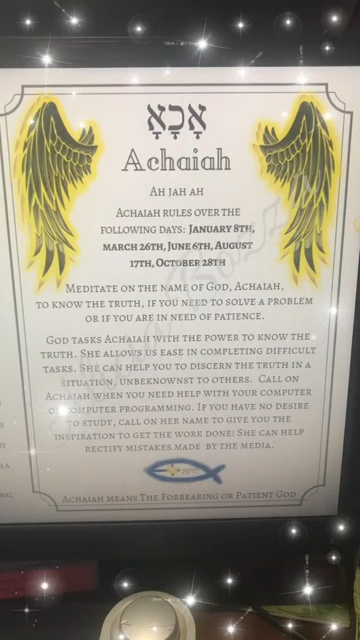 אָכָאָ
Achaiah
AH JAH AH
ACHAIAH RULES OVER THE
FOLLOWING DAYS: JANUARY 8TH,
MARCH 26TH, JUNE 6TH, AUGUST
17TH, OCTOBER 28TH
MEDITATE ON THE NAME OF GOD, ACHAIAH,
TO KNOW THE TRUTH, IF YOU NEED TO SOLVE A PROBLEM
OR IF YOU ARE IN NEED OF PATIENCE.
GOD TASKS ACHAIAH WITH THE POWER TO KNOW THE
TRUTH. SHE ALLOWS US EASE IN COMPLETING DIFFICULT
TASKS. SHE CAN HELP YOU TO DISCERN THE TRUTH IN A
SITUATION, UNBEKNOWNST TO OTHERS. CALL ON
ACHAIAH WHEN YOU NEED HELP WITH YOUR COMPUTER
OR COMPUTER PROGRAMMING. IF YOU HAVE NO DESIRE
TO STUDY, CALL ON HER NAME TO GIVE YOU THE
INSPIRATION TO GET THE WORK DONE! SHE CAN HELP
RECTIFY MISTAKES MADE BY THE MEDIA.
ACHAIAH MEANS THE FORBEARING OR PATIENT GOD